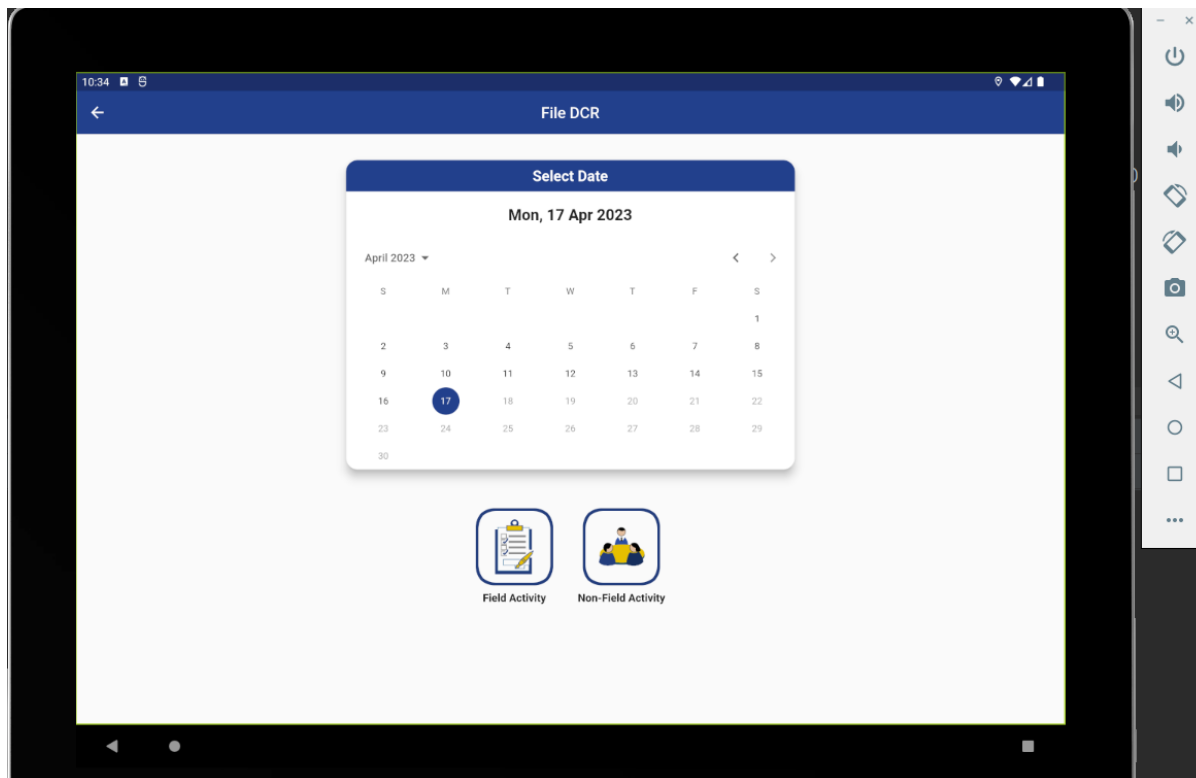 10:34
File DCR
Select Date
Mon, 17 Apr 2023
April 2023
S M T W T F S
1
2 3 4 5 6 7 8
9 10 11 12 13 14 15
16 17 18 19 20 21 22
23 24 25 26 27 28 29
30
Field Activity Non-Field Activity